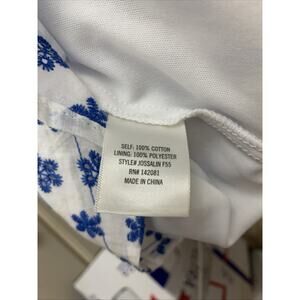 SELF: 100% COTTON
LINING: 100% POLYESTER
STYLE# JOSSALIN F55
RN# 142081
MADE IN CHINA